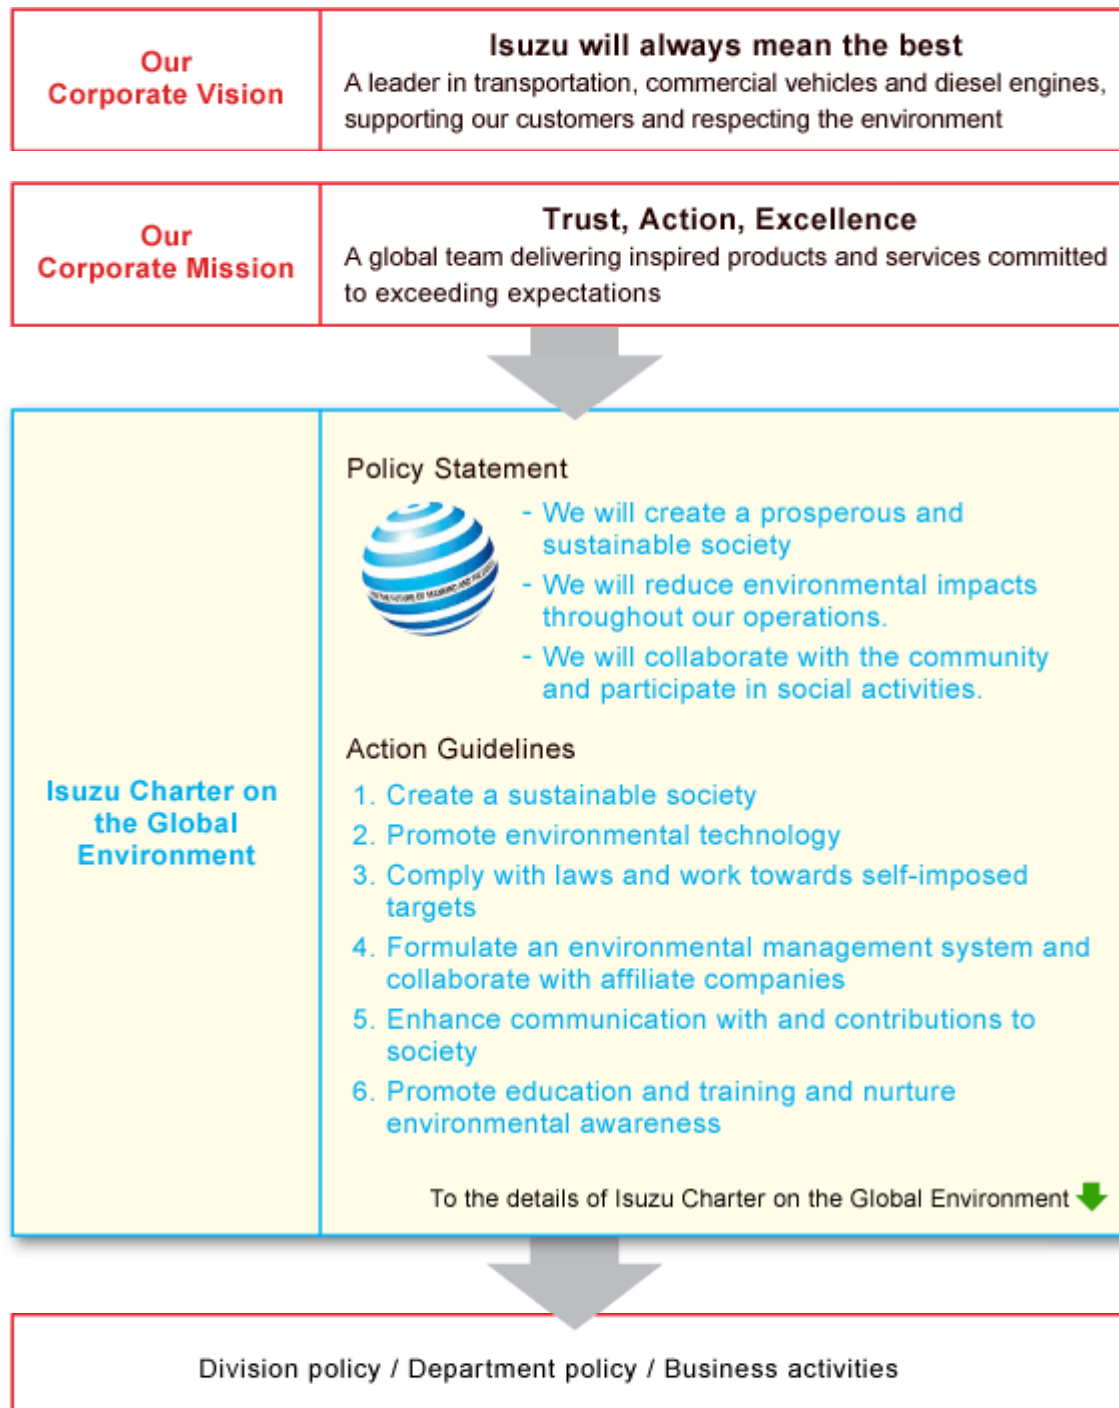 Our
Corporate Vision
Isuzu will always mean the best
A leader in transportation, commercial vehicles and diesel engines,
supporting our customers and respecting the environment
Our
Corporate Mission
Trust, Action, Excellence
A global team delivering inspired products and services committed
to exceeding expectations
Isuzu Charter on
the Global
Environment
Policy Statement
FOR THE FUTURE OF MANKIND AND THE
- We will create a prosperous and
sustainable society
- We will reduce environmental impacts
throughout our operations.
- We will collaborate with the community
and participate in social activities.
Action Guidelines
1. Create a sustainable society
2. Promote environmental technology
3. Comply with laws and work towards self-imposed
targets
4. Formulate an environmental management system and
collaborate with affiliate companies
5. Enhance communication with and contributions to
society
6. Promote education and training and nurture
environmental awareness
To the details of Isuzu Charter on the Global Environment
Division policy / Department policy / Business activities